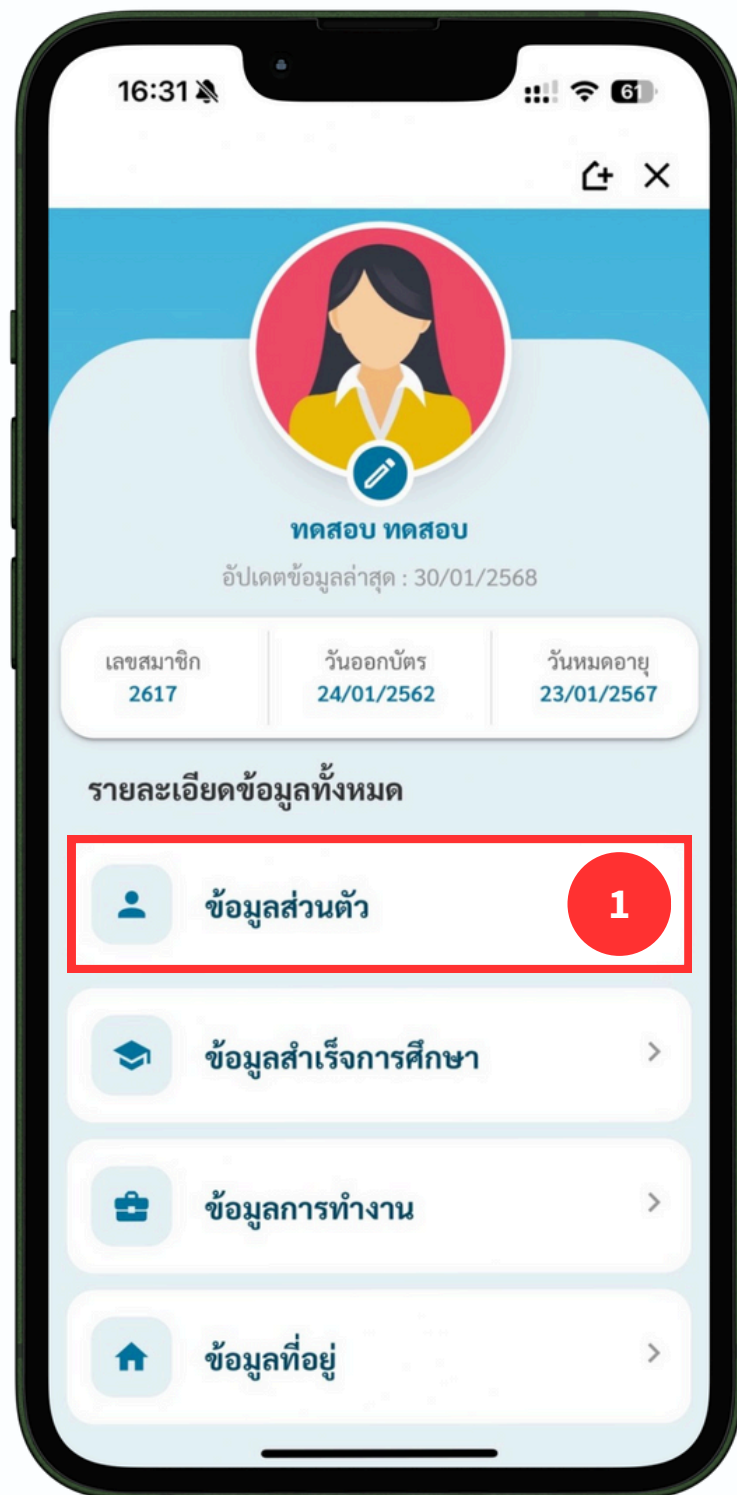 16:31
61
ทดสอบ ทดสอบ
อัปเดตข้อมูลล่าสุด : 30/01/2568
เลขสมาชิก วันออกบัตร วันหมดอายุ
2617 24/01/2562 23/01/2567
รายละเอียดข้อมูลทั้งหมด
ข้อมูลส่วนตัว 1
ข้อมูลสำเร็จการศึกษา
ข้อมูลการทำงาน
ข้อมูลที่อยู่